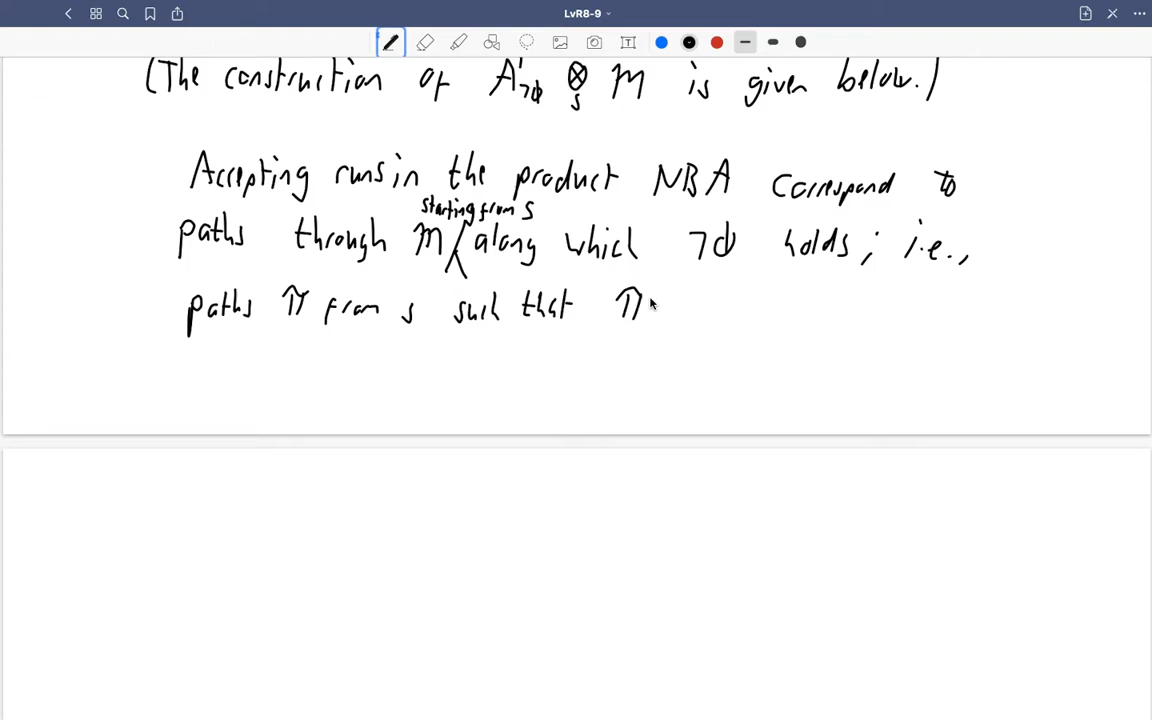 LvR8-9
(The construction of A'¬φ ⊗s M is given below.)
Accepting runs in the product NBA correspond to
starting from s
paths through M along which ¬φ holds; i.e.,
paths π from s such that π